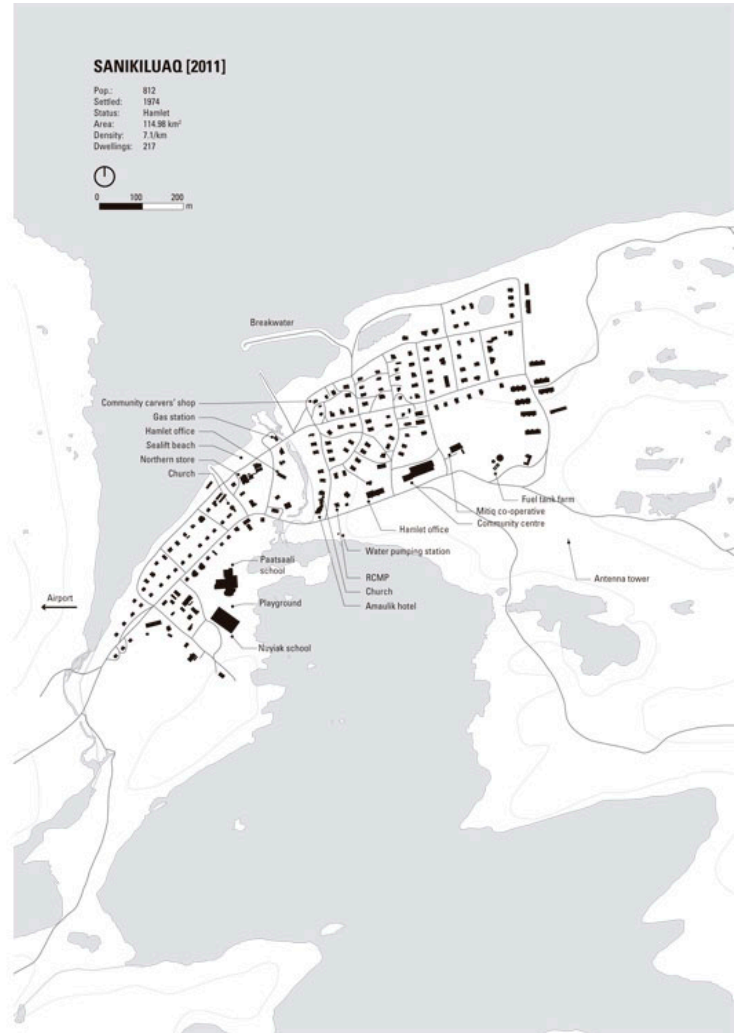 SANIKILUAQ [2011]
Pop.: 812
Settled: 1974
Status: Hamlet
Area: 114.98 km²
Density: 7.1/km
Dwellings: 217
0 100 200
m
Breakwater
Community carvers' shop
Gas station
Hamlet office
Sealift beach
Northern store
Church
Fuel tank farm
Mitiq co-operative
Community centre
Hamlet office
Water pumping station
Antenna tower
Paatsaali
school
RCMP
Church
Amaulik hotel
Airport
Playground
Nuyiak school